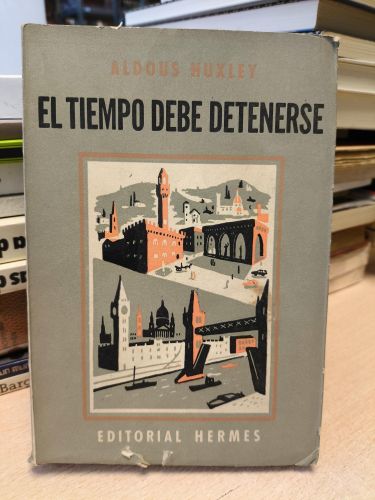 ALDOUS HUXLEY
EL TIEMPO DEBE DETENERSE
EDITORIAL HERMES